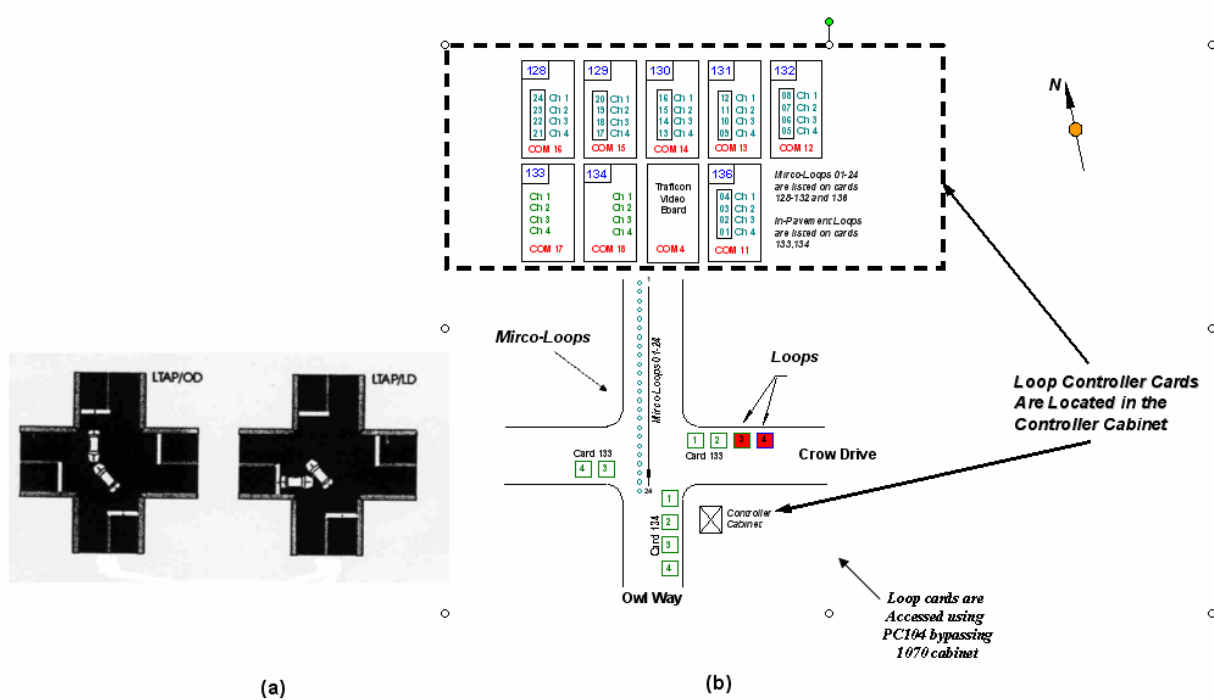 128
24 Ch 1
23 Ch 2
22 Ch 3
21 Ch 4
COM 16
129
20 Ch 1
19 Ch 2
18 Ch 3
17 Ch 4
COM 15
130
16 Ch 1
15 Ch 2
14 Ch 3
13 Ch 4
COM 14
131
12 Ch 1
11 Ch 2
10 Ch 3
09 Ch 4
COM 13
132
08 Ch 1
07 Ch 2
06 Ch 3
05 Ch 4
COM 12
N
133
Ch 1
Ch 2
Ch 3
Ch 4
COM 17
134
Ch 1
Ch 2
Ch 3
Ch 4
COM 18
Traficon
Video
Board
COM 4
136
04 Ch 1
03 Ch 2
02 Ch 3
01 Ch 4
COM 11
Mirco-Loops 01-24
are listed on cards
128-132 and 136
In-Pavement Loops
are listed on cards
133,134
1
Mirco-Loops
Mirco-Loops 01-24
Loops
Loop Controller Cards
Are Located in the
Controller Cabinet
LTAP/OD
LTAP/LD
1 2 3 4
Card 133
Crow Drive
Card 133
4 3
24
1
2
3
4
Card 134
Controller
Cabinet
Owl Way
Loop cards are
Accessed using
PC104 bypassing
1070 cabinet
(a)
(b)